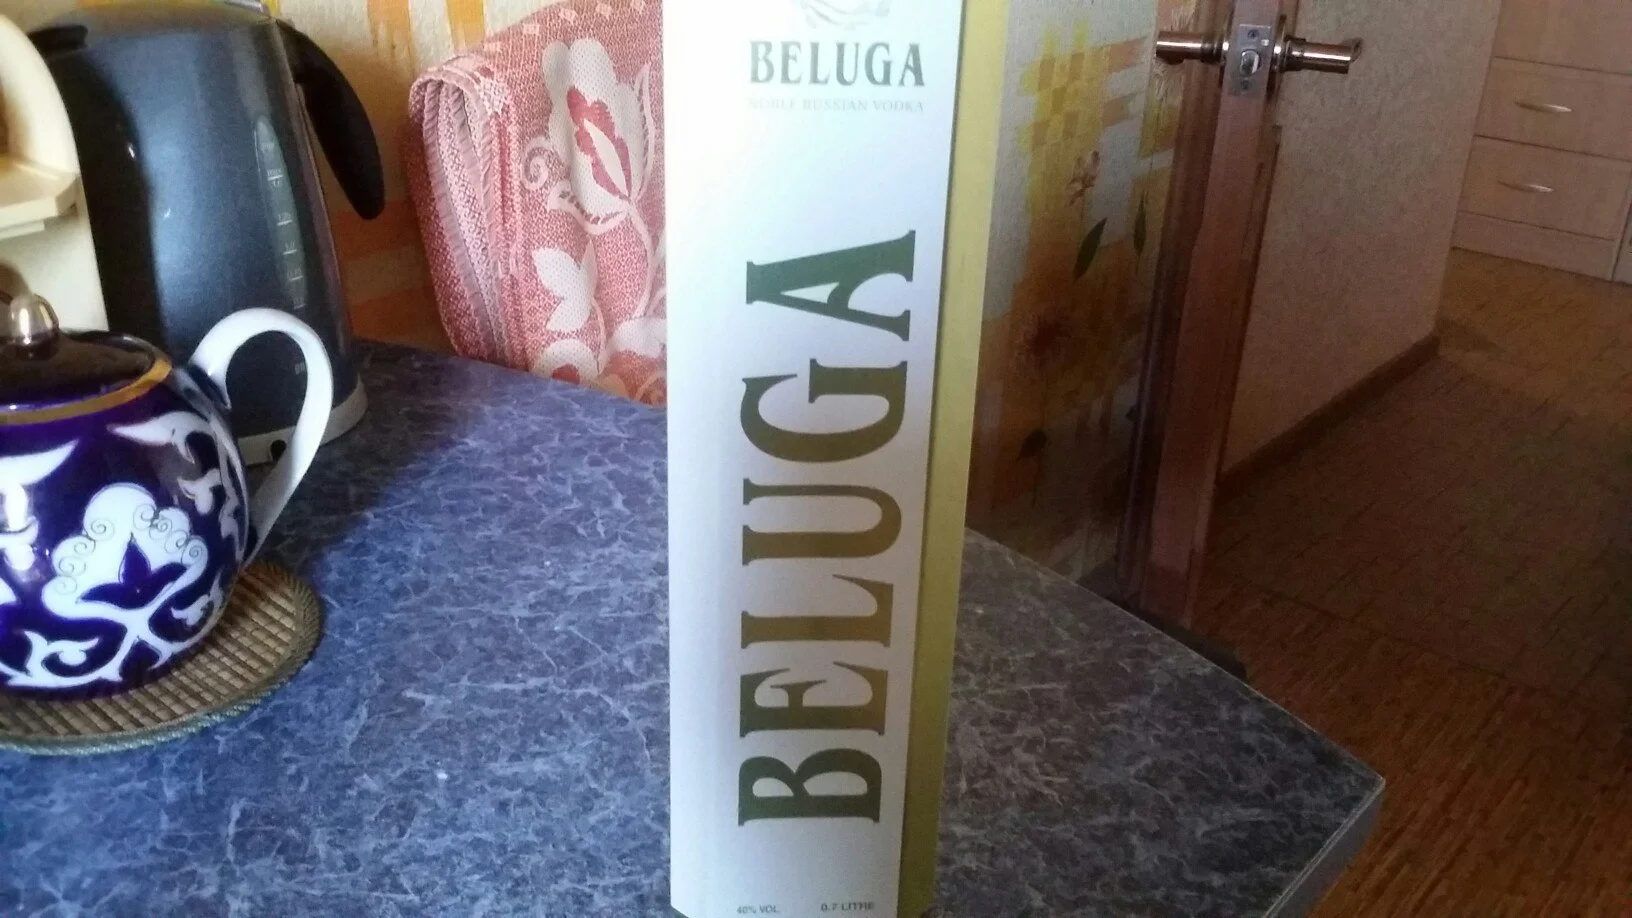 BELUGA
NOBLE RUSSIAN VODKA
BELUGA
40% VOL. 0.7 LITRE